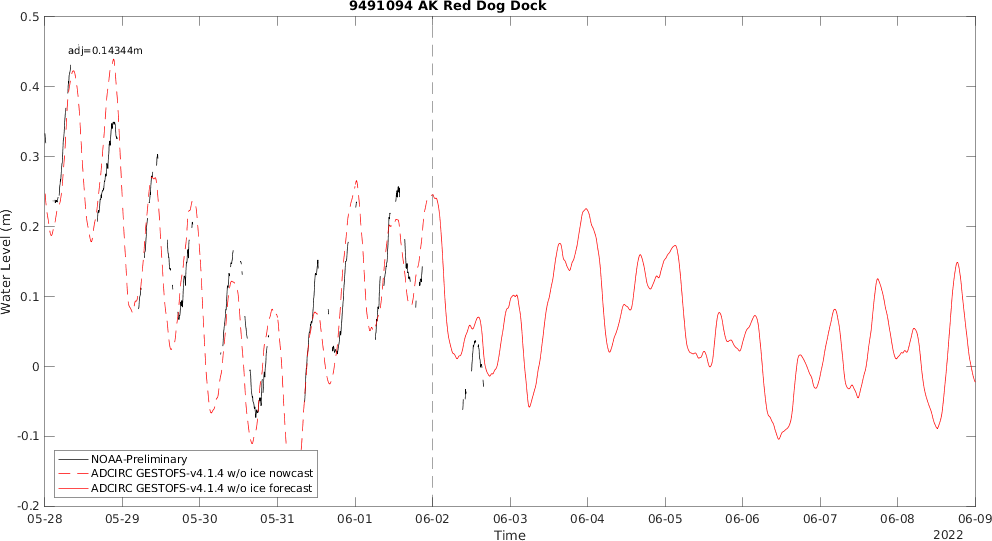 9491094 AK Red Dog Dock
adj=0.14344m
Water Level (m)
0.5
0.4
0.3
0.2
0.1
0
-0.1
-0.2
NOAA-Preliminary
ADCIRC GESTOFS-v4.1.4 w/o ice nowcast
ADCIRC GESTOFS-v4.1.4 w/o ice forecast
05-28 05-29 05-30 05-31 06-01 06-02 06-03 06-04 06-05 06-06 06-07 06-08 06-09
Time
2022